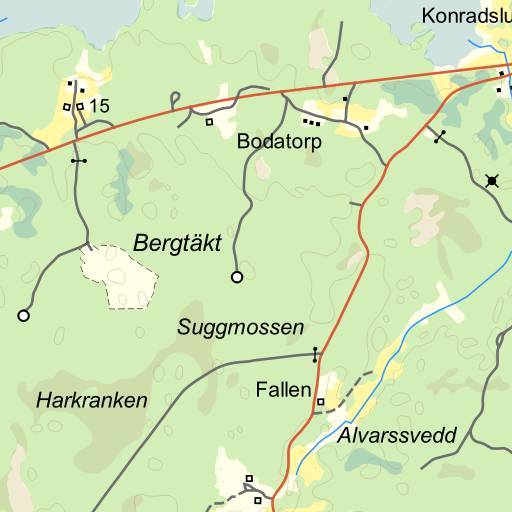 Konradslu
15
Bodatorp
Bergtäkt
Suggmossen
Fallen
Harkranken
Alvarssvedd